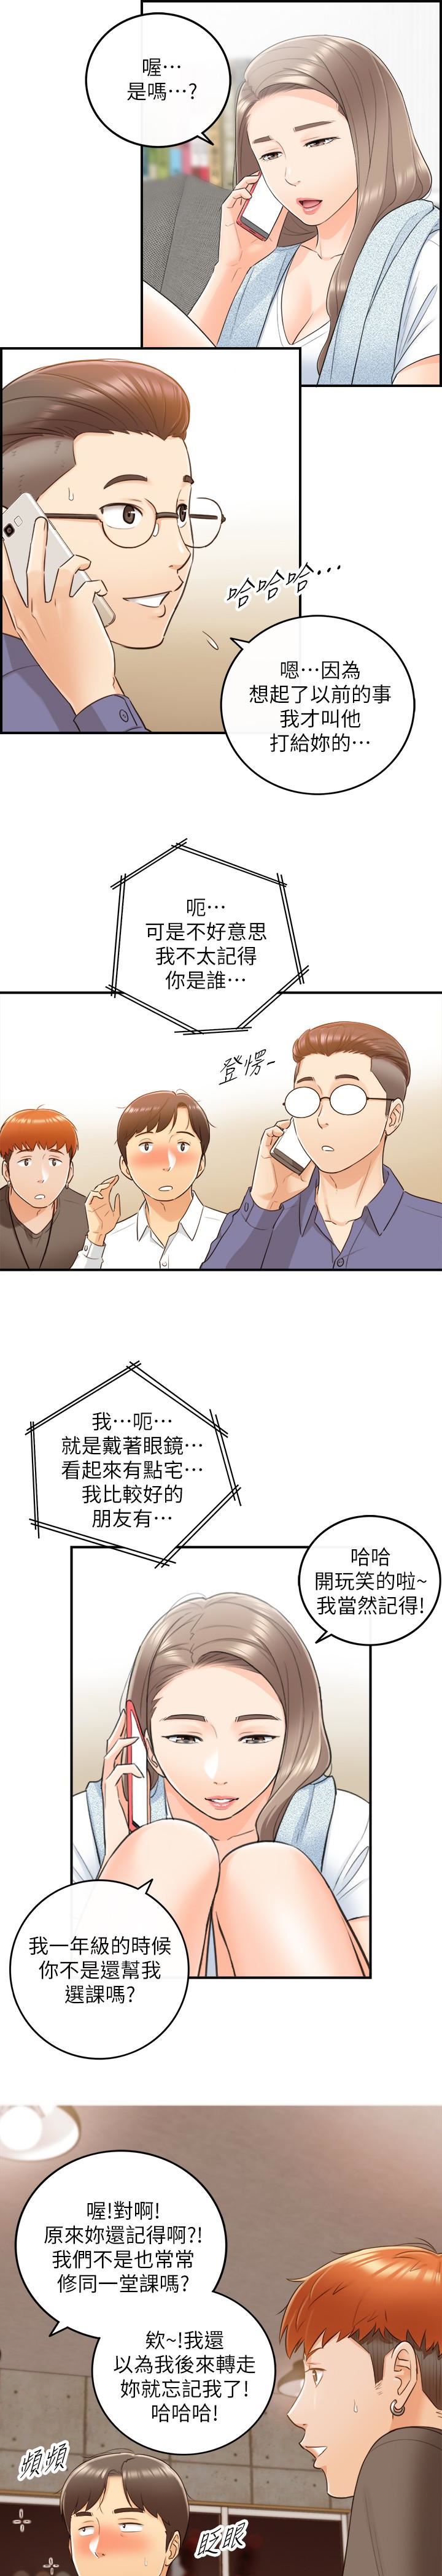 喔⋯
是嗎⋯?
哈哈哈⋯
嗯⋯因為
想起了以前的事
我才叫他
打給妳的⋯
呃⋯
可是不好意思
我不太記得
你是誰⋯
登愣-
我⋯呃⋯
就是戴著眼鏡⋯
看起來有點宅⋯
我比較好的
朋友有⋯
哈哈
開玩笑的啦~
我當然記得!
我一年級的時候
你不是還幫我
選課嗎?
喔!對啊!
原來妳還記得啊?!
我們不是也常常
修同一堂課嗎?
欸~!我還
以為我後來轉走
妳就忘記我了!
哈哈哈!
頻頻
眨眼